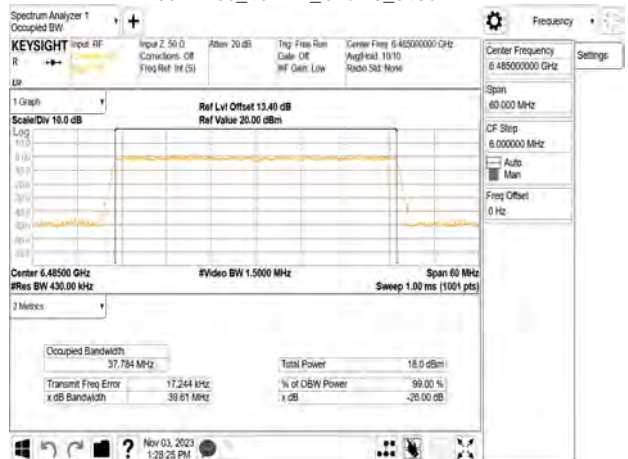 Spectrum Analyzer 1
Occupied BW
Frequency
KEYSIGHT
Input: RF
Input Z: 50 Ω
Corrections: Off
Freq Ref: Int (S)
Atten: 20 dB
Trig: Free Run
Gate: Off
#IF Gain: Low
Center Freq: 6.485000000 GHz
Avg|Hold: 10/10
Radio Std: None
R
Center Frequency
6.485000000 GHz
Settings
Span
60.000 MHz
CF Step
6.000000 MHz
Auto
Man
Freq Offset
0 Hz
1 Graph
Scale/Div 10.0 dB
Ref Lvl Offset 13.40 dB
Ref Value 20.00 dBm
Log
10.0
0.00
Center 6.48500 GHz
#Res BW 430.00 kHz
#Video BW 1.5000 MHz
Span 60 MHz
Sweep 1.00 ms (1001 pts)
2 Metrics
Occupied Bandwidth
37.784 MHz
Total Power 18.0 dBm
Transmit Freq Error 17.244 kHz
% of OBW Power 99.00 %
x dB Bandwidth 39.61 MHz
x dB -26.00 dB
Nov 03, 2023
1:28:25 PM